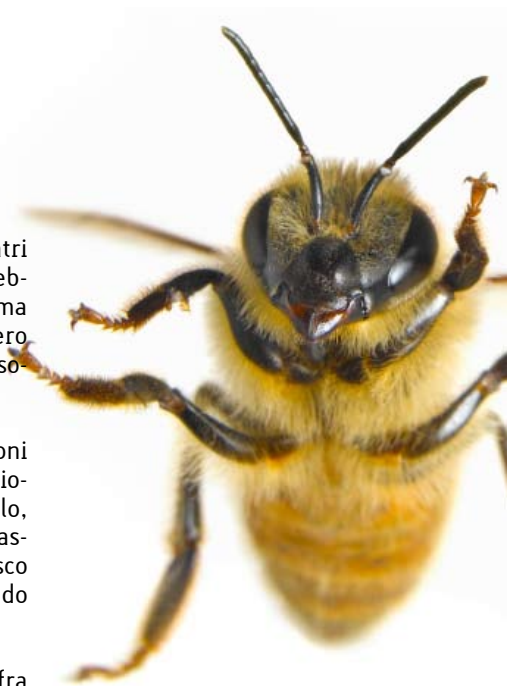 tri
eb-
ma
ero
so-
oni
io-
lo,
as-
sco
do
fra